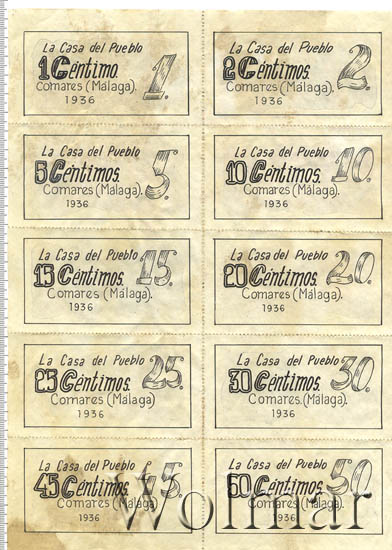 La Casa del Pueblo
1 Céntimo. 1.
Comares (Málaga).
1936
La Casa del Pueblo
2 Céntimos. 2.
Comares (Málaga).
1936
La Casa del Pueblo
5 Céntimos. 5.
Comares (Málaga).
1936
La Casa del Pueblo
10 Céntimos. 10.
Comares (Málaga).
1936
La Casa del Pueblo
15 Céntimos. 15.
Comares (Málaga).
1936
La Casa del Pueblo
20 Céntimos. 20.
Comares (Málaga).
1936
La Casa del Pueblo
25 Céntimos. 25.
Comares (Málaga)
1936
La Casa del Pueblo
30 Céntimos. 30.
Comares. (Málaga).
1936
La Casa del Pueblo
45 Céntimos. 45.
Comares (Málaga)
1936
La Casa del Pueblo
50 Céntimos. 50.
Comares (Málaga).
1936
Wolmar